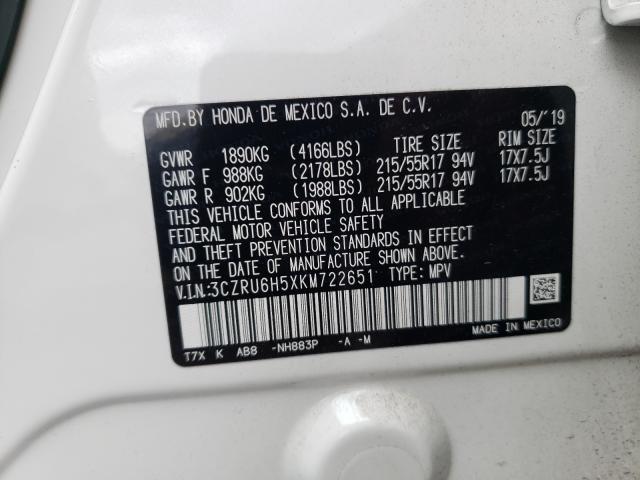 MFD.BY HONDA DE MEXICO S.A. DE C.V. 05/'19
TIRE SIZE RIM SIZE
GVWR 1890KG (4166LBS)
GAWR F 988KG (2178LBS) 215/55R17 94V 17X7.5J
GAWR R 902KG (1988LBS) 215/55R17 94V 17X7.5J
THIS VEHICLE CONFORMS TO ALL APPLICABLE
FEDERAL MOTOR VEHICLE SAFETY
AND THEFT PREVENTION STANDARDS IN EFFECT
ON THE DATE OF MANUFACTURE SHOWN ABOVE.
V.I.N:3CZRU6H5XKM722651 TYPE: MPV
T7X K AB8 -NH883P -A -M MADE IN MEXICO